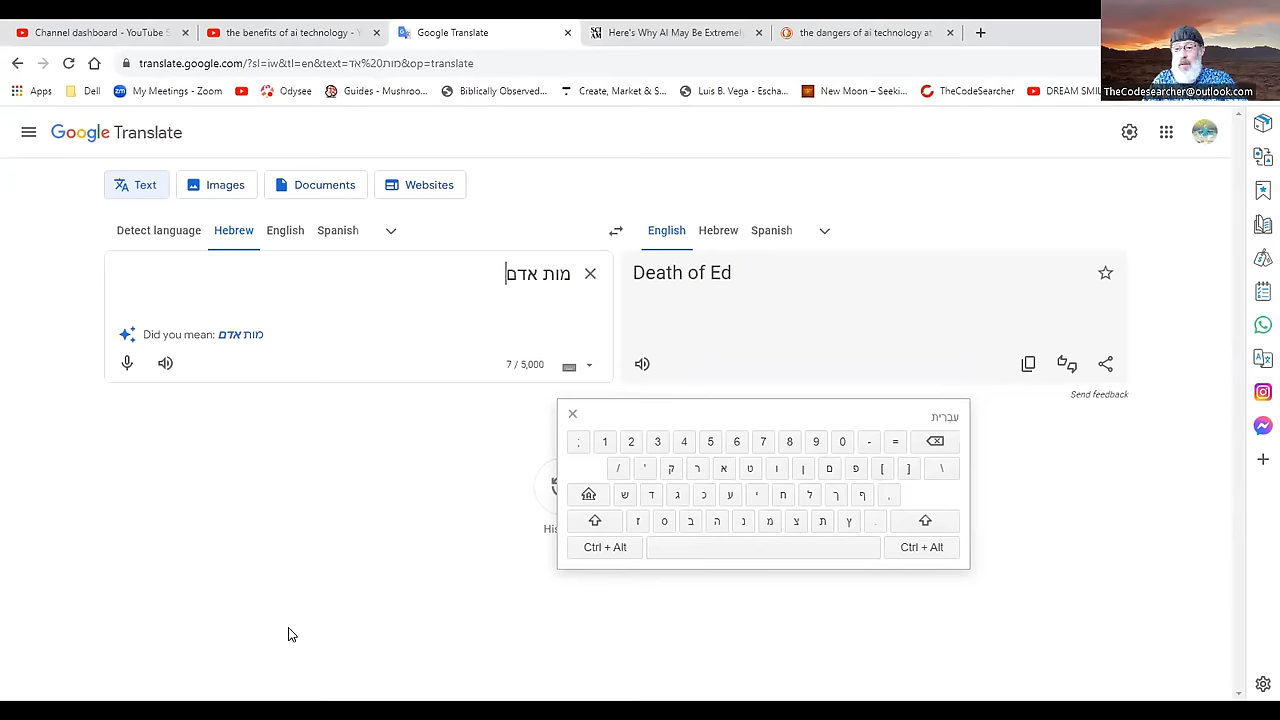 Channel dashboard - YouTube S
the benefits of ai technology - Y
Google Translate
Here's Why AI May Be Extremel
the dangers of ai technology at
translate.google.com/?sl=iw&tl=en&text=מות%20אד&op=translate
Apps
Dell
My Meetings - Zoom
Odysee
Guides - Mushroo...
Biblically Observed...
Create, Market & S...
Luis B. Vega - Escha...
New Moon – Seeki...
TheCodeSearcher
DREAM SMI
TheCodesearcher@outlook.com
Google Translate
Text
Images
Documents
Websites
Detect language
Hebrew
English
Spanish
English
Hebrew
Spanish
מות אדם
Death of Ed
Did you mean: מות אדם
7 / 5,000
Send feedback
עברית
; 1 2 3 4 5 6 7 8 9 0 - =
/ ' ק ר א ט ו ן ם פ [ ] \
ש ד ג כ ע י ח ל ך ף ,
ז ס ב ה נ מ צ ת ץ .
Ctrl + Alt
Ctrl + Alt
His